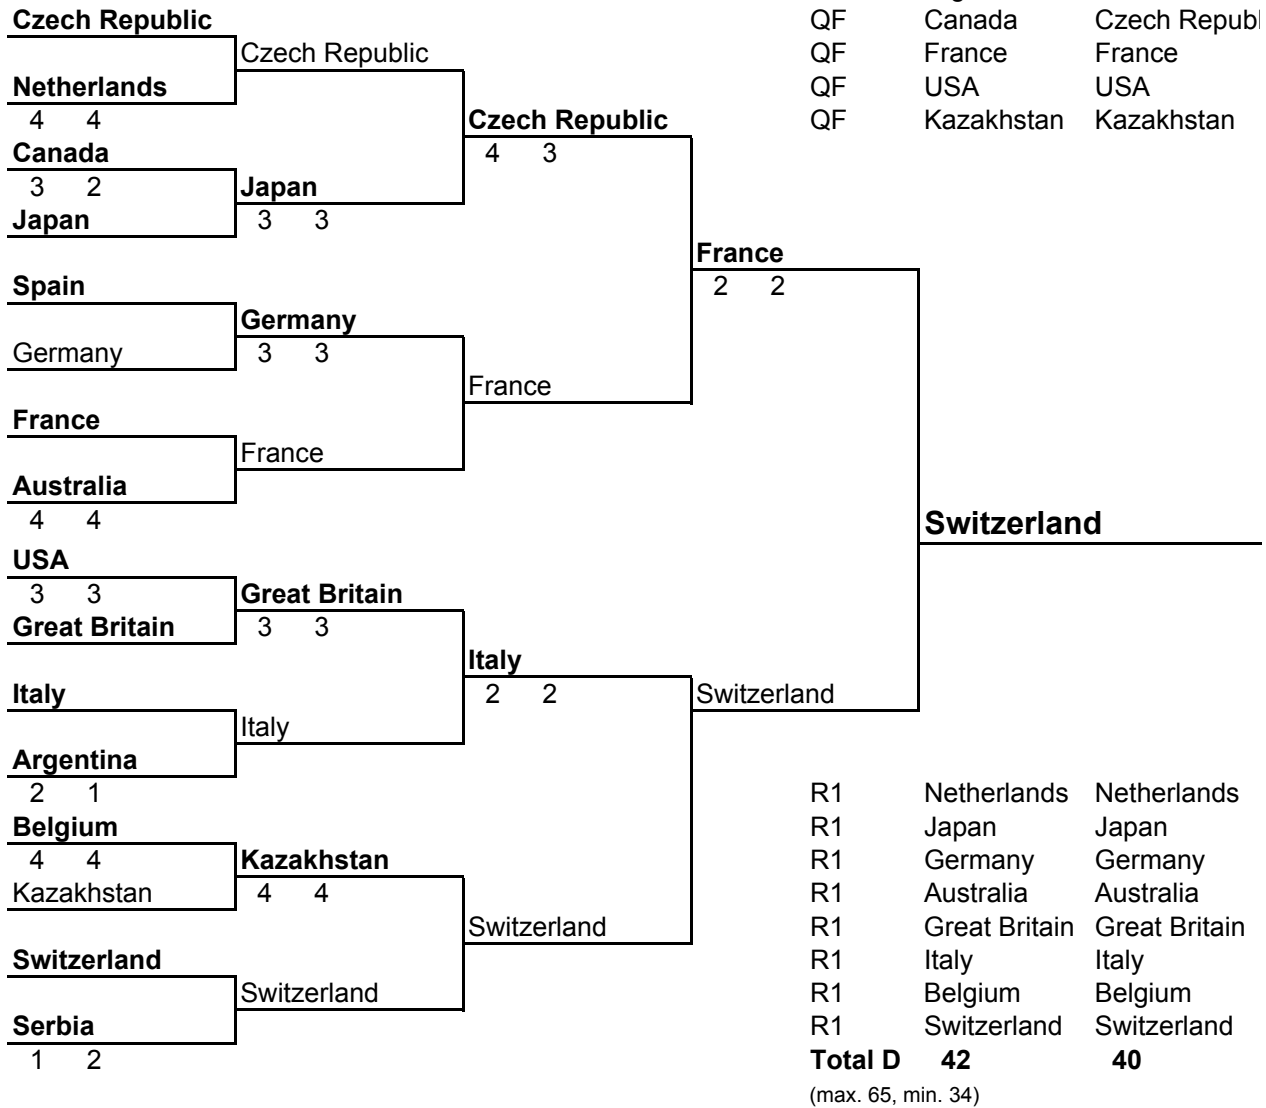 Czech Republic QF Canada Czech Republ
Czech Republic QF France France
Netherlands QF USA USA
4 4 Czech Republic QF Kazakhstan Kazakhstan
Canada 4 3
3 2 Japan
Japan 3 3
France
Spain 2 2
Germany
Germany 3 3
France
France
France
Australia
4 4 Switzerland
USA
3 3 Great Britain
Great Britain 3 3
Italy
Italy 2 2 Switzerland
Italy
Argentina
2 1 R1 Netherlands Netherlands
Belgium R1 Japan Japan
4 4 Kazakhstan R1 Germany Germany
Kazakhstan 4 4 R1 Australia Australia
Switzerland R1 Great Britain Great Britain
Switzerland R1 Italy Italy
Switzerland R1 Belgium Belgium
Serbia R1 Switzerland Switzerland
1 2 Total D 42 40
(max. 65, min. 34)